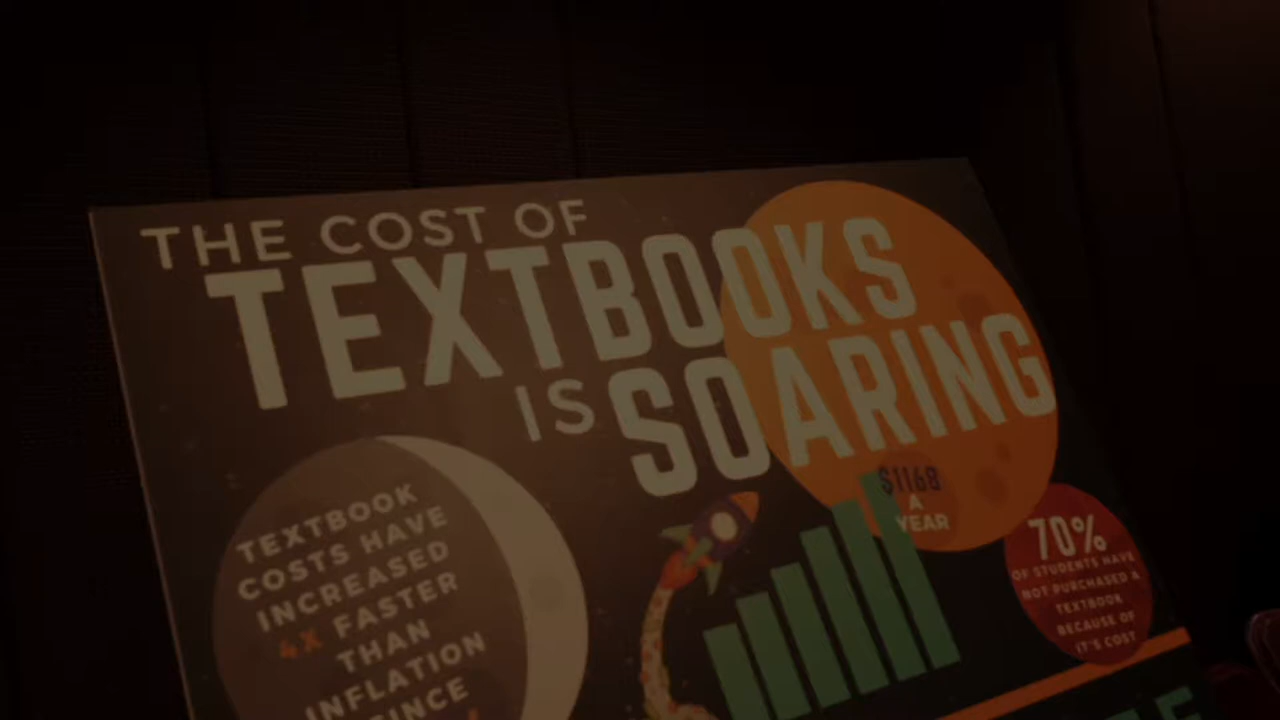 THE COST OF
TEXTBOOKS
IS SOARING
TEXTBOOK
COSTS HAVE
INCREASED
4X FASTER
THAN
INFLATION
SINCE
$1168
A
YEAR
70%
OF STUDENTS HAVE
NOT PURCHASED A
TEXTBOOK
BECAUSE OF
IT'S COST